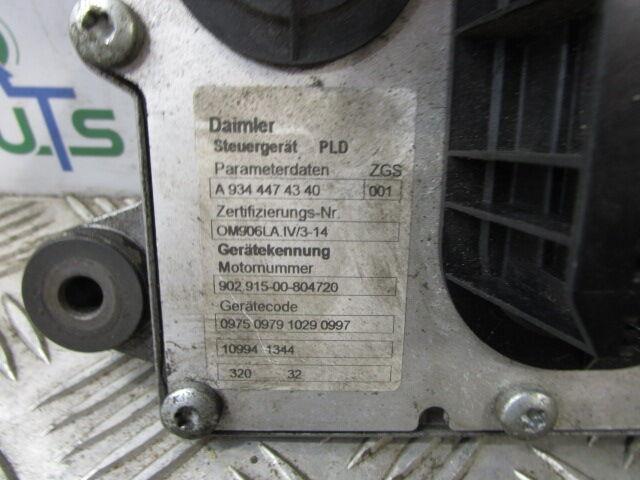 Daimler
Steuergerät PLD
Parameterdaten ZGS
A 934 447 43 40 001
Zertifizierungs-Nr.
OM906LA.IV/3-14
Gerätekennung
Motornummer
902 915-00-804720
Gerätecode
0975 0979 1029 0997
10994 1344
320 32